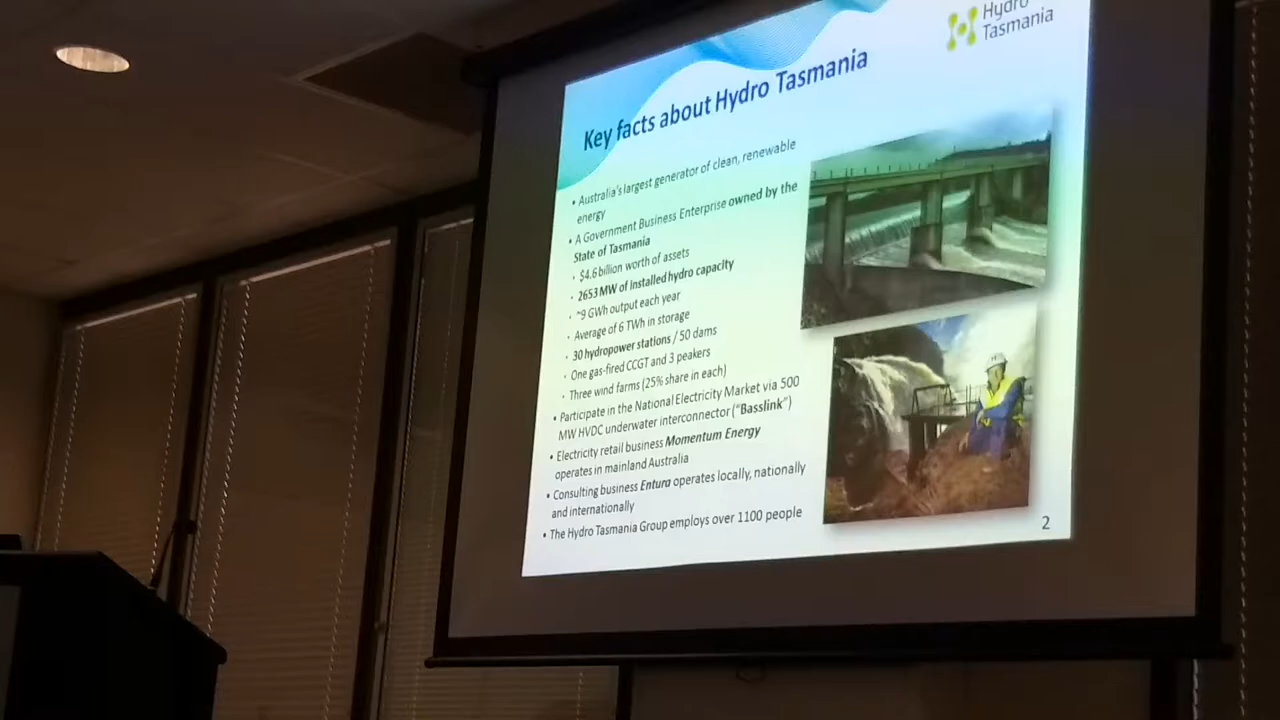 Hydro
Tasmania
Key facts about Hydro Tasmania
• Australia's largest generator of clean, renewable
energy
• A Government Business Enterprise owned by the
State of Tasmania
• $4.6 billion worth of assets
• 2653 MW of installed hydro capacity
• ~9 GWh output each year
• Average of 6 TWh in storage
• 30 hydropower stations / 50 dams
• One gas-fired CCGT and 3 peakers
• Three wind farms (25% share in each)
• Participate in the National Electricity Market via 500
MW HVDC underwater interconnector ("Basslink")
• Electricity retail business Momentum Energy
operates in mainland Australia
• Consulting business Entura operates locally, nationally
and internationally
• The Hydro Tasmania Group employs over 1100 people
2